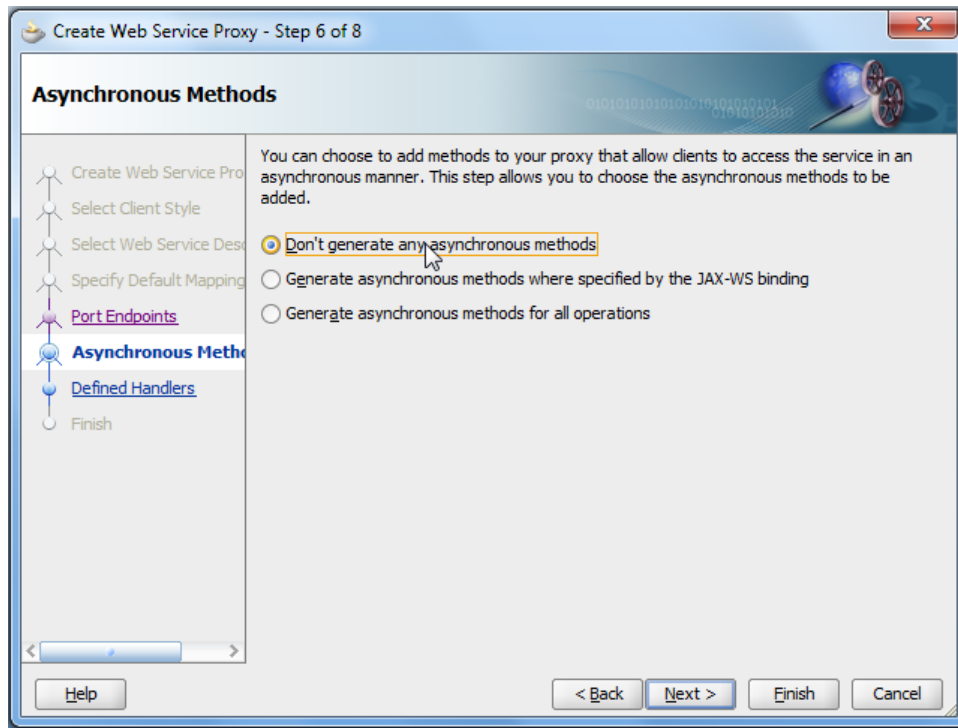 Create Web Service Proxy - Step 6 of 8
Asynchronous Methods
You can choose to add methods to your proxy that allow clients to access the service in an
asynchronous manner. This step allows you to choose the asynchronous methods to be
added.
Create Web Service Pro
Select Client Style
Select Web Service Desc
Specify Default Mapping
Port Endpoints
Asynchronous Metho
Defined Handlers
Finish
Don't generate any asynchronous methods
Generate asynchronous methods where specified by the JAX-WS binding
Generate asynchronous methods for all operations
Help
< Back
Next >
Finish
Cancel